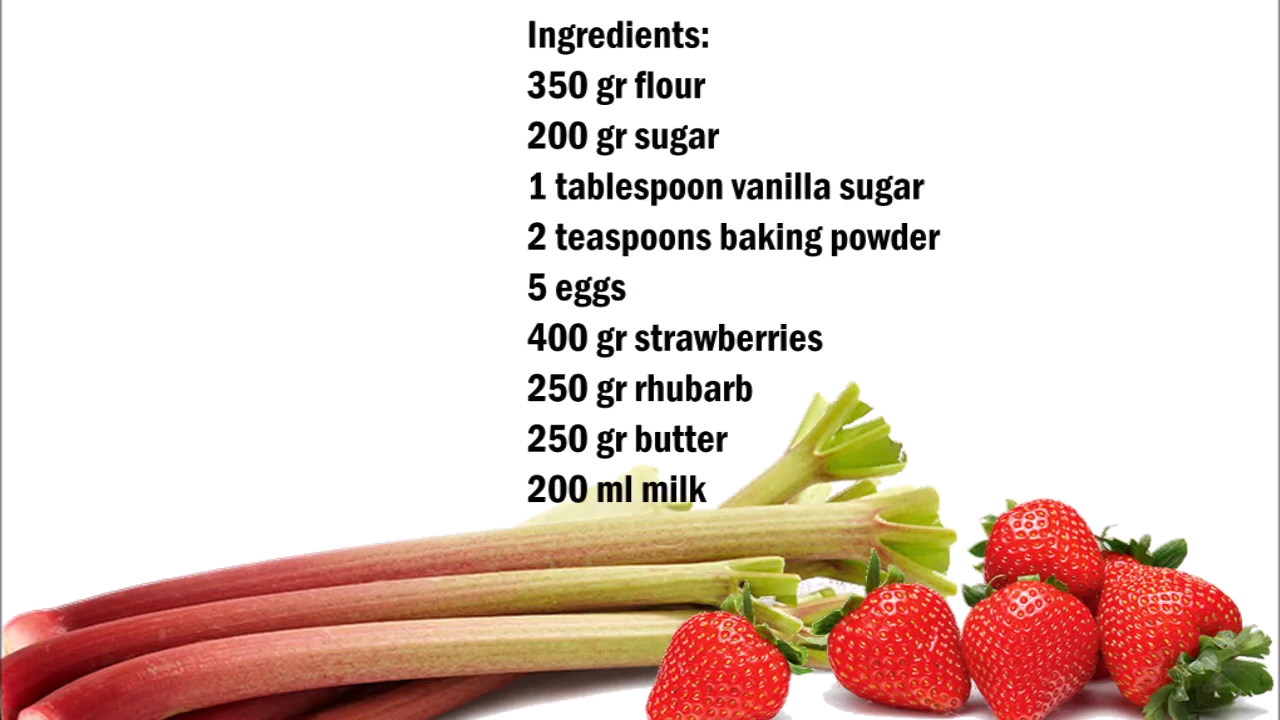 Ingredients:
350 gr flour
200 gr sugar
1 tablespoon vanilla sugar
2 teaspoons baking powder
5 eggs
400 gr strawberries
250 gr rhubarb
250 gr butter
200 ml milk